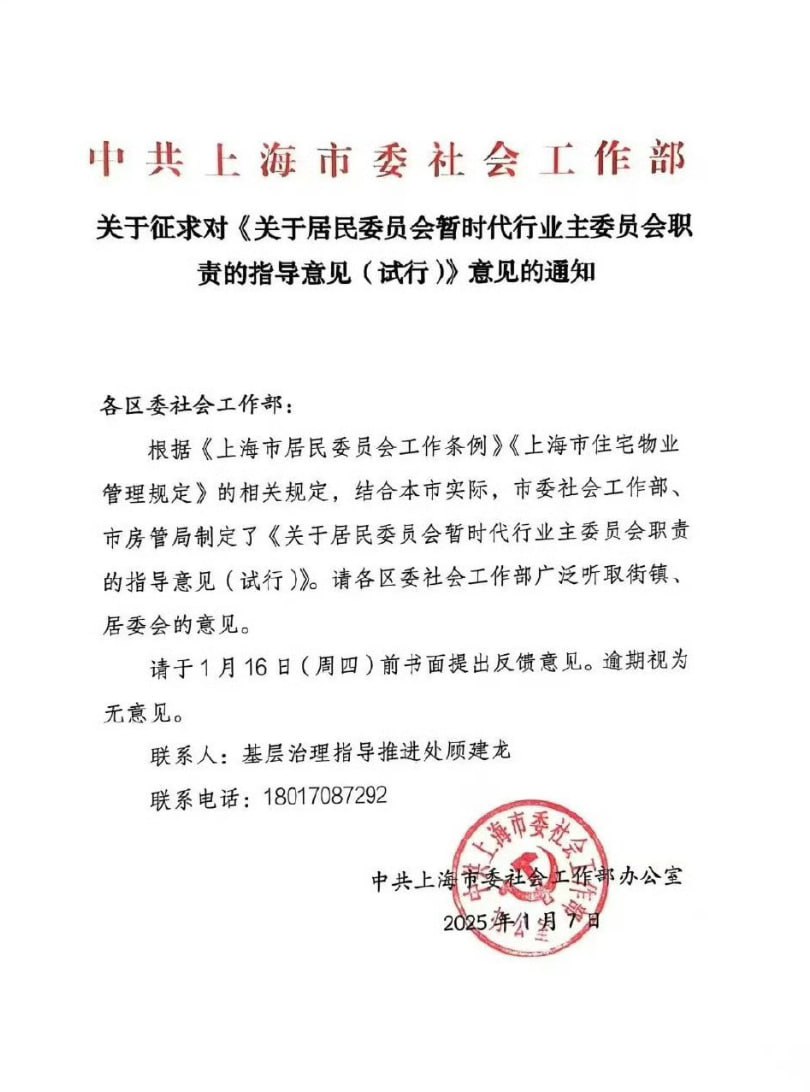 中共上海市委社会工作部
关于征求对《关于居民委员会暂时代行业主委员会职
责的指导意见（试行）》意见的通知
各区委社会工作部：
根据《上海市居民委员会工作条例》《上海市住宅物业
管理规定》的相关规定，结合本市实际，市委社会工作部、
市房管局制定了《关于居民委员会暂时代行业主委员会职责
的指导意见（试行）》。请各区委社会工作部广泛听取街镇、
居委会的意见。
请于1月16日（周四）前书面提出反馈意见。逾期视为
无意见。
联系人：基层治理指导推进处顾建龙
联系电话：18017087292
中共上海市委社会工作部办公室
2025年1月7日
中共上海市委社会工作部
办公室